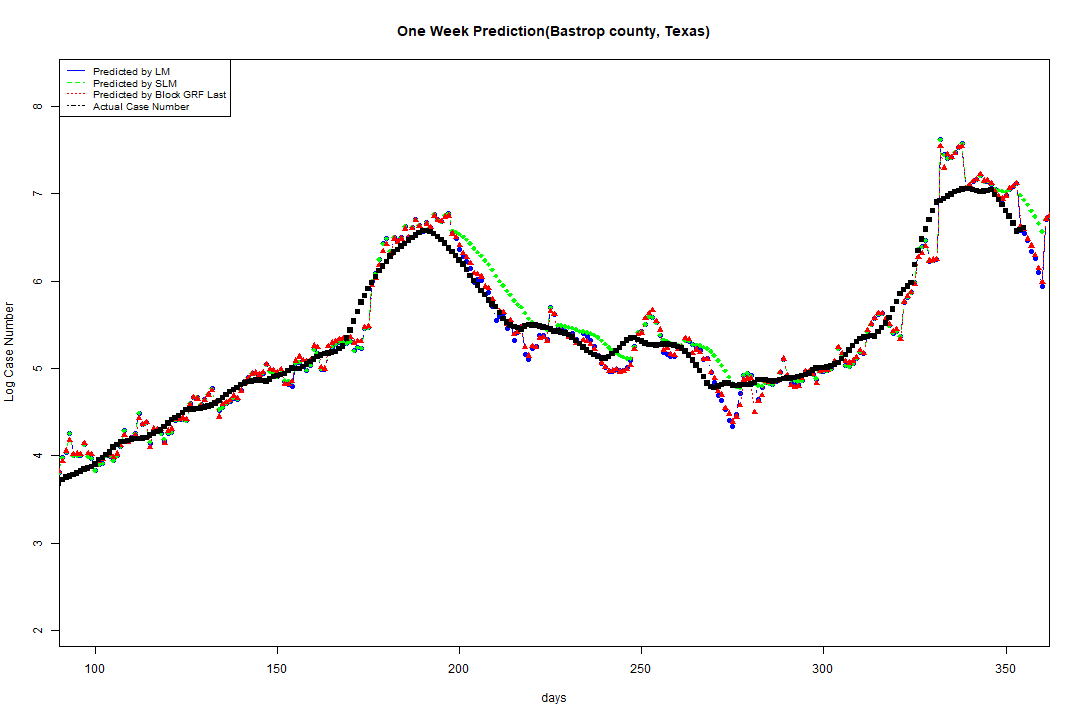 One Week Prediction(Bastrop county, Texas)
Predicted by LM
Predicted by SLM
Predicted by Block GRF Last
Actual Case Number
8
7
6
5
4
3
2
Log Case Number
100 150 200 250 300 350
days